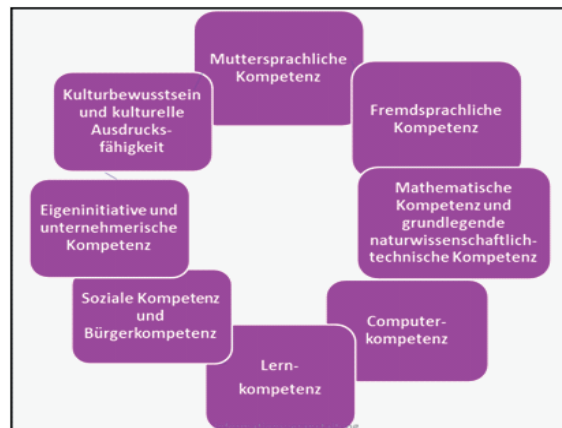 Muttersprachliche
Kompetenz
Fremdsprachliche
Kompetenz
Mathematische
Kompetenz und
grundlegende
naturwissenschaftlich-
technische Kompetenz
Computer-
kompetenz
Lern-
kompetenz
Soziale Kompetenz
und
Bürgerkompetenz
Eigeninitiative und
unternehmerische
Kompetenz
Kulturbewusstsein
und kulturelle
Ausdrucks-
fähigkeit